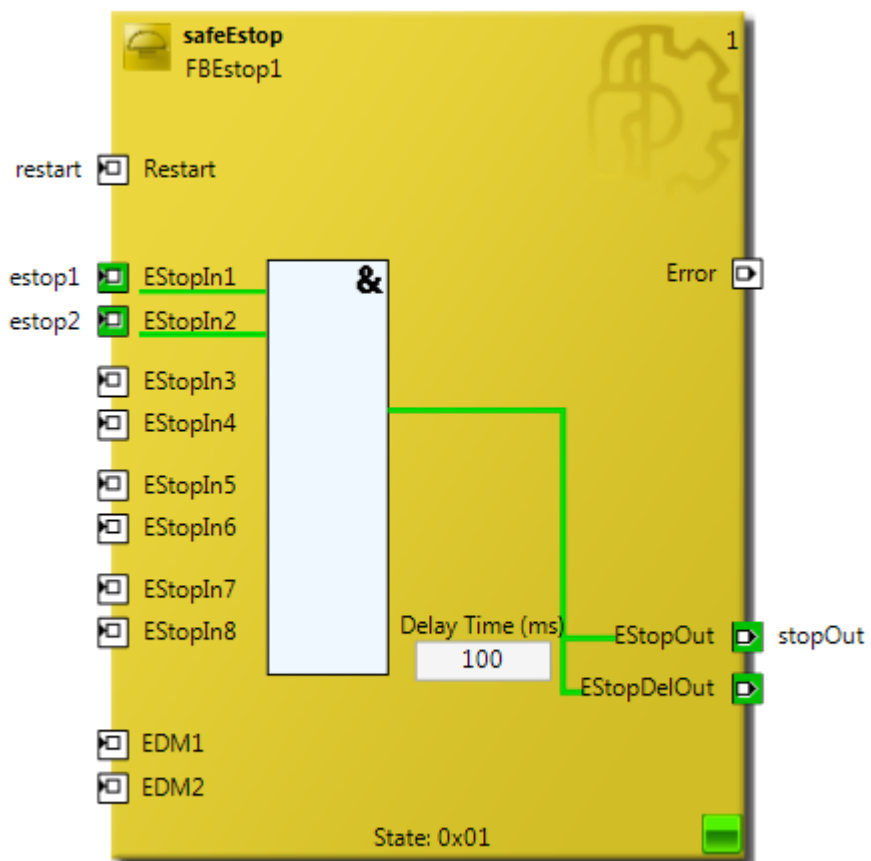 safeEstop
1
FBEstop1
restart Restart
estop1 EStopIn1 & Error
estop2 EStopIn2
EStopIn3
EStopIn4
EStopIn5
EStopIn6
EStopIn7
EStopIn8 Delay Time (ms) EStopOut stopOut
100
EStopDelOut
EDM1
EDM2
State: 0x01